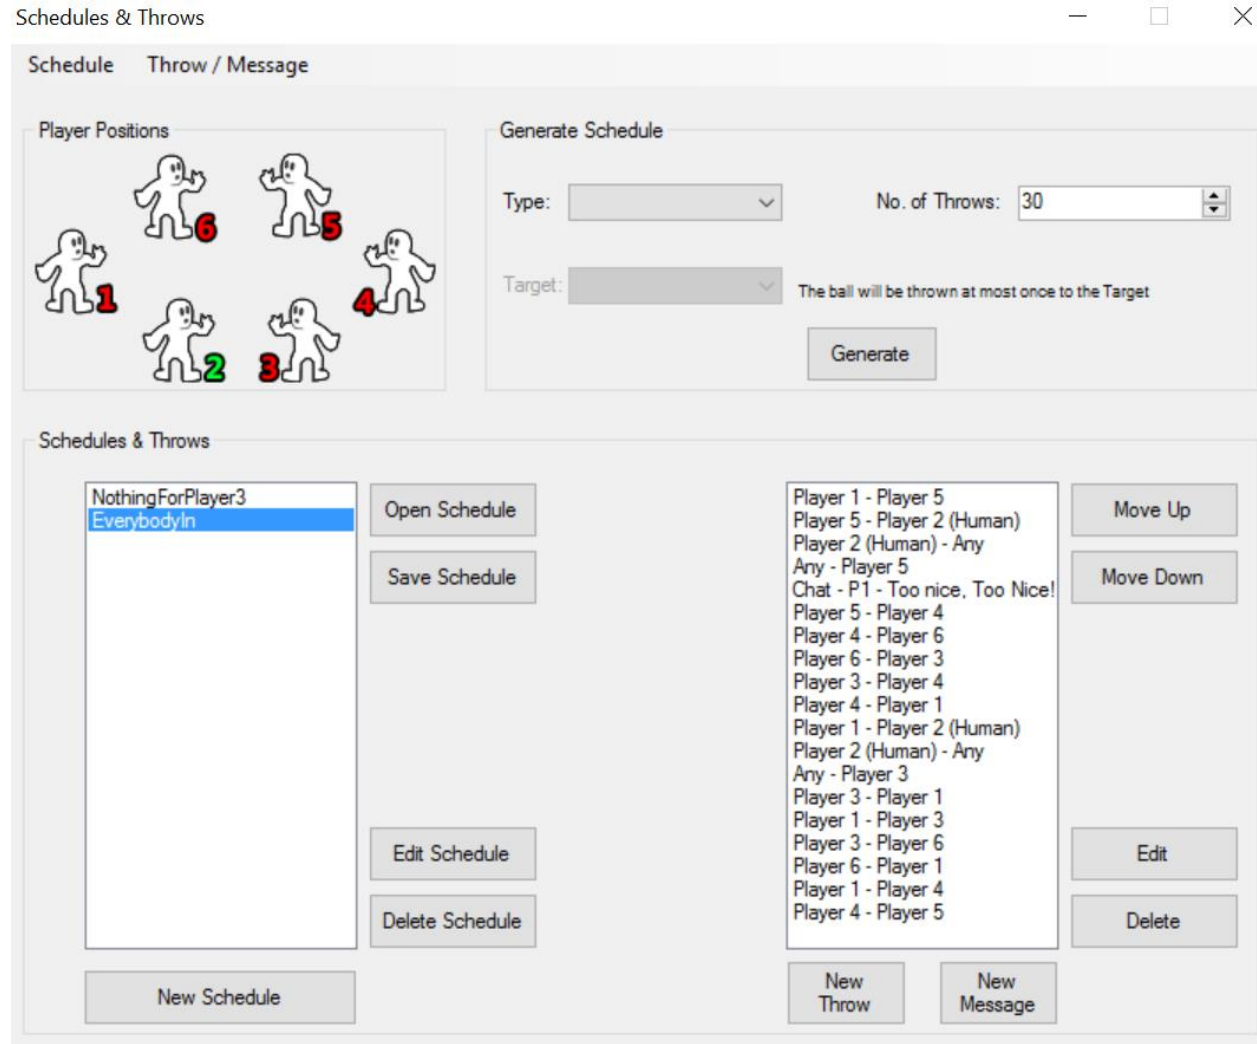 Schedules & Throws
Schedule Throw / Message
Player Positions
6 5
1 4
2 3
Generate Schedule
Type: No. of Throws: 30
Target: The ball will be thrown at most once to the Target
Generate
Schedules & Throws
NothingForPlayer3
EverybodyIn
Open Schedule
Save Schedule
Edit Schedule
Delete Schedule
New Schedule
Player 1 - Player 5
Player 5 - Player 2 (Human)
Player 2 (Human) - Any
Any - Player 5
Chat - P1 - Too nice, Too Nice!
Player 5 - Player 4
Player 4 - Player 6
Player 6 - Player 3
Player 3 - Player 4
Player 4 - Player 1
Player 1 - Player 2 (Human)
Player 2 (Human) - Any
Any - Player 3
Player 3 - Player 1
Player 1 - Player 3
Player 3 - Player 6
Player 6 - Player 1
Player 1 - Player 4
Player 4 - Player 5
Move Up
Move Down
Edit
Delete
New
Throw
New
Message